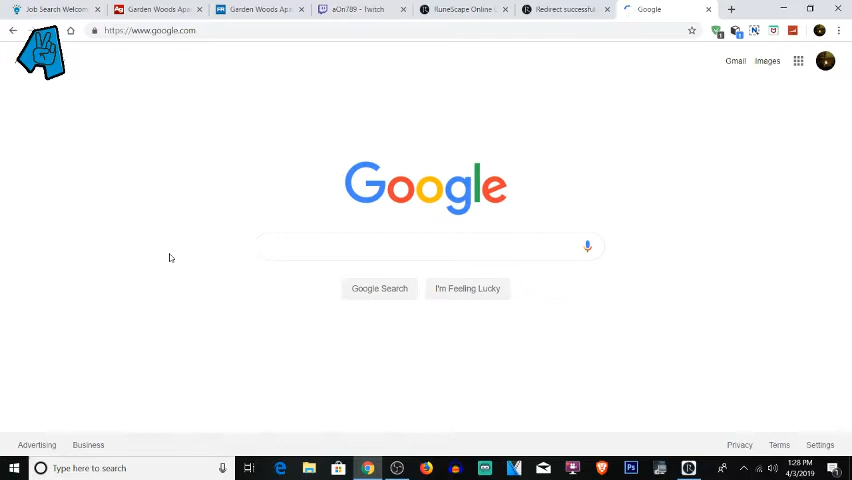 Job Search Welcom
Garden Woods Apar
Garden Woods Apa
aOn789 - Twitch
RuneScape Online
Redirect successful
Google
https://www.google.com
Gmail
Images
Google
Google Search
I'm Feeling Lucky
Advertising
Business
Privacy
Terms
Settings
Type here to search
1:28 PM
4/3/2019